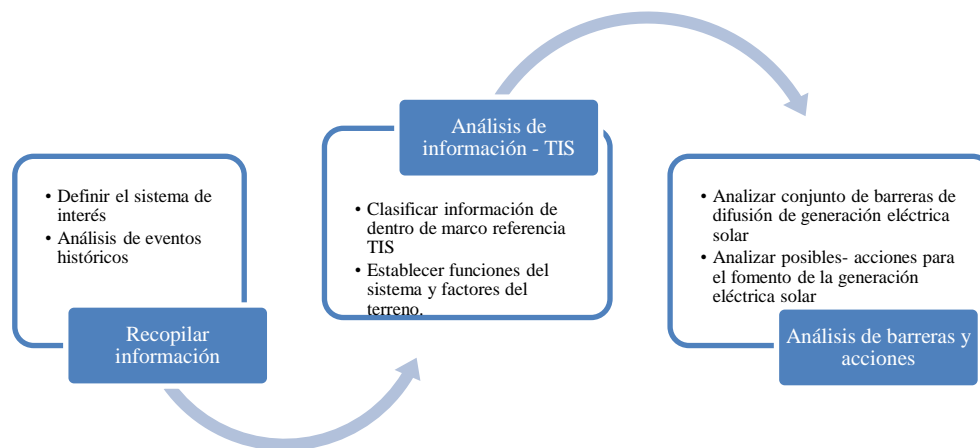 • Definir el sistema de
interés
• Análisis de eventos
históricos
Recopilar
información
Análisis de
información - TIS
• Clasificar información de
dentro de marco referencia
TIS
• Establecer funciones del
sistema y factores del
terreno.
• Analizar conjunto de barreras de
difusión de generación eléctrica
solar
• Analizar posibles- acciones para
el fomento de la generación
eléctrica solar
Análisis de barreras y
acciones